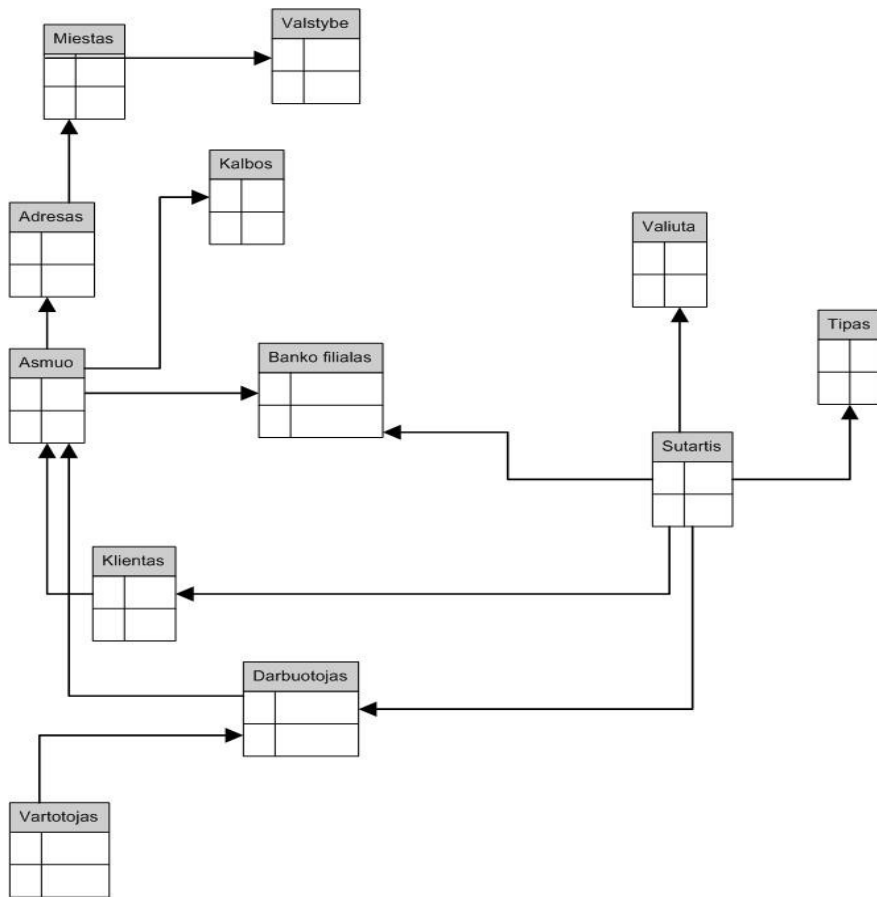 Valstybe
Miestas
Kalbos
Adresas
Valiuta
Tipas
Asmuo
Banko filialas
Sutartis
Klientas
Darbuotojas
Vartotojas